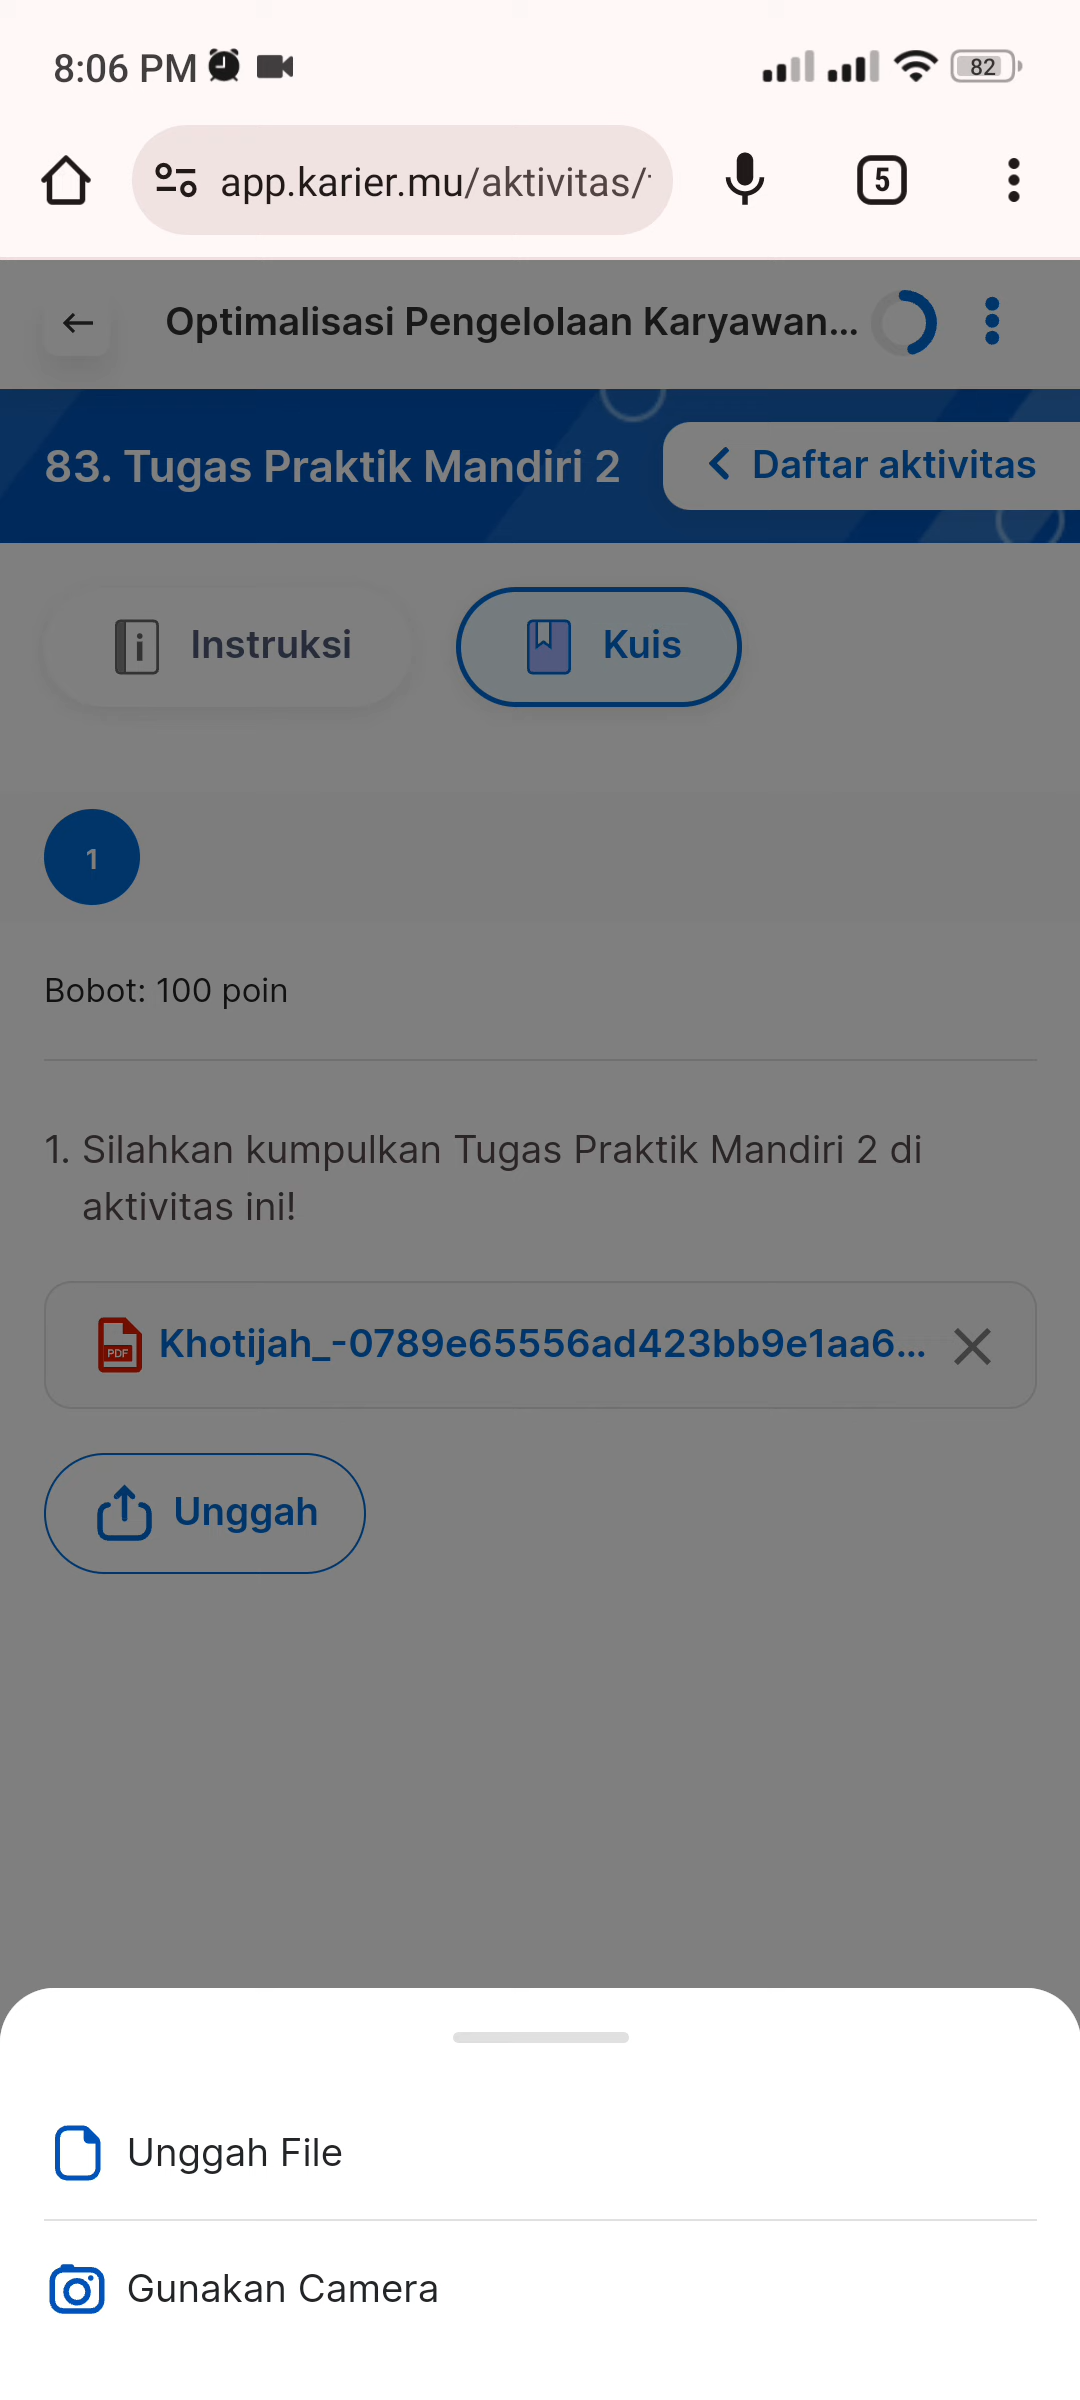 8:06 PM
82
app.karier.mu/aktivitas/
5
Optimalisasi Pengelolaan Karyawan...
83. Tugas Praktik Mandiri 2
Daftar aktivitas
Instruksi
Kuis
1
Bobot: 100 poin
1. Silahkan kumpulkan Tugas Praktik Mandiri 2 di
aktivitas ini!
PDF
Khotijah_-0789e65556ad423bb9e1aa6...
Unggah
Unggah File
Gunakan Camera